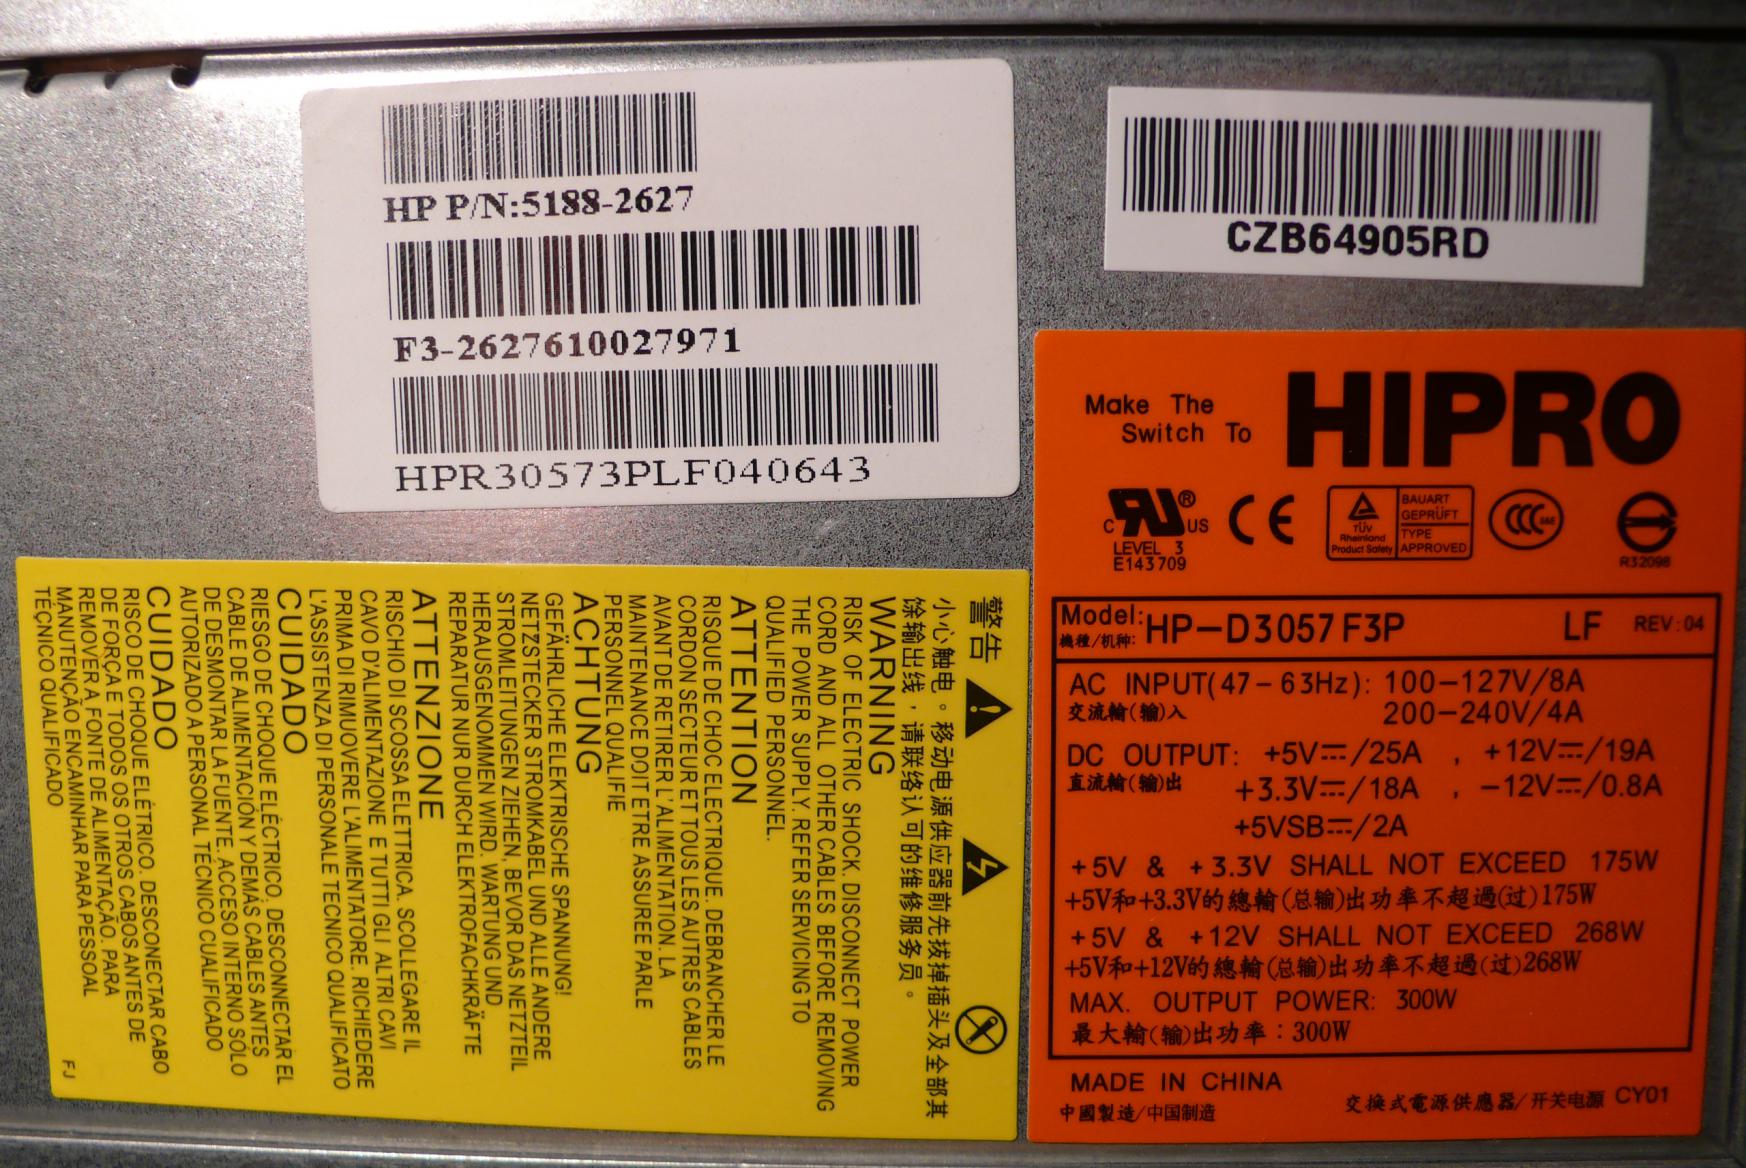 HP P/N:5188-2627
F3-2627610027971
HPR30573PLF040643
CZB64905RD
Make The
Switch To
HIPRO
C UL US ®
LEVEL 3
E143709
CE
TÜV
Rheinland
Product Safety
BAUART
GEPRÜFT
TYPE
APPROVED
CCC S&E
R32098
Model: HP-D3057F3P LF REV:04
機種/机种:
AC INPUT(47-63Hz): 100-127V/8A
交流輸(输)入 200-240V/4A
DC OUTPUT: +5V⎓/25A , +12V⎓/19A
直流輸(输)出 +3.3V⎓/18A , -12V⎓/0.8A
+5VSB⎓/2A
+5V & +3.3V SHALL NOT EXCEED 175W
+5V和+3.3V的總輸(总输)出功率不超過(过)175W
+5V & +12V SHALL NOT EXCEED 268W
+5V和+12V的總輸(总输)出功率不超過(过)268W
MAX. OUTPUT POWER: 300W
最大輸(输)出功率:300W
MADE IN CHINA
中國製造/中国制造
交換式電源供應器/开关电源 CY01
警告
小心触电。移动电源供应器前先拔掉插头及全部其
馀输出线,请联络认可的维修服务员。
WARNING
RISK OF ELECTRIC SHOCK. DISCONNECT POWER
CORD AND ALL OTHER CABLES BEFORE REMOVING
THE POWER SUPPLY. REFER SERVICING TO
QUALIFIED PERSONNEL.
ATTENTION
RISQUE DE CHOC ELECTRIQUE. DEBRANCHER LE
CORDON SECTEUR ET TOUS LES AUTRES CABLES
AVANT DE RETIRER L'ALIMENTATION. LA
MAINTENANCE DOIT ETRE ASSUREE PAR LE
PERSONNEL QUALIFIE
ACHTUNG
GEFÄHRLICHE ELEKTRISCHE SPANNUNG!
NETZSTECKER STROMKABEL UND ALLE ANDERE
STROMLEITUNGEN ZIEHEN, BEVOR DAS NETZTEIL
HERAUSGENOMMEN WIRD. WARTUNG UND
REPARATUR NUR DURCH ELEKTROFACHKRÄFTE
ATTENZIONE
RISCHIO DI SCOSSA ELETTRICA. SCOLLEGARE IL
CAVO D'ALIMENTAZIONE E TUTTI GLI ALTRI CAVI
PRIMA DI RIMUOVERE L'ALIMENTATORE. RICHIEDERE
L'ASSISTENZA DI PERSONALE TECNICO QUALIFICATO
CUIDADO
RIESGO DE CHOQUE ELÉCTRICO, DESCONNECTAR EL
CABLE DE ALIMENTACIÓN Y DEMÁS CABLES ANTES
DE DESMONTAR LA FUENTE. ACCESO INTERNO SÓLO
AUTORIZADO A PERSONAL TÉCNICO CUALIFICADO
CUIDADO
RISCO DE CHOQUE ELÉTRICO. DESCONECTAR CABO
DE FORÇA E TODOS OS OUTROS CABOS ANTES DE
REMOVER A FONTE DE ALIMENTAÇÃO. PARA
MANUTENÇÃO ENCAMINHAR PARA PESSOAL
TÉCNICO QUALIFICADO
FJ